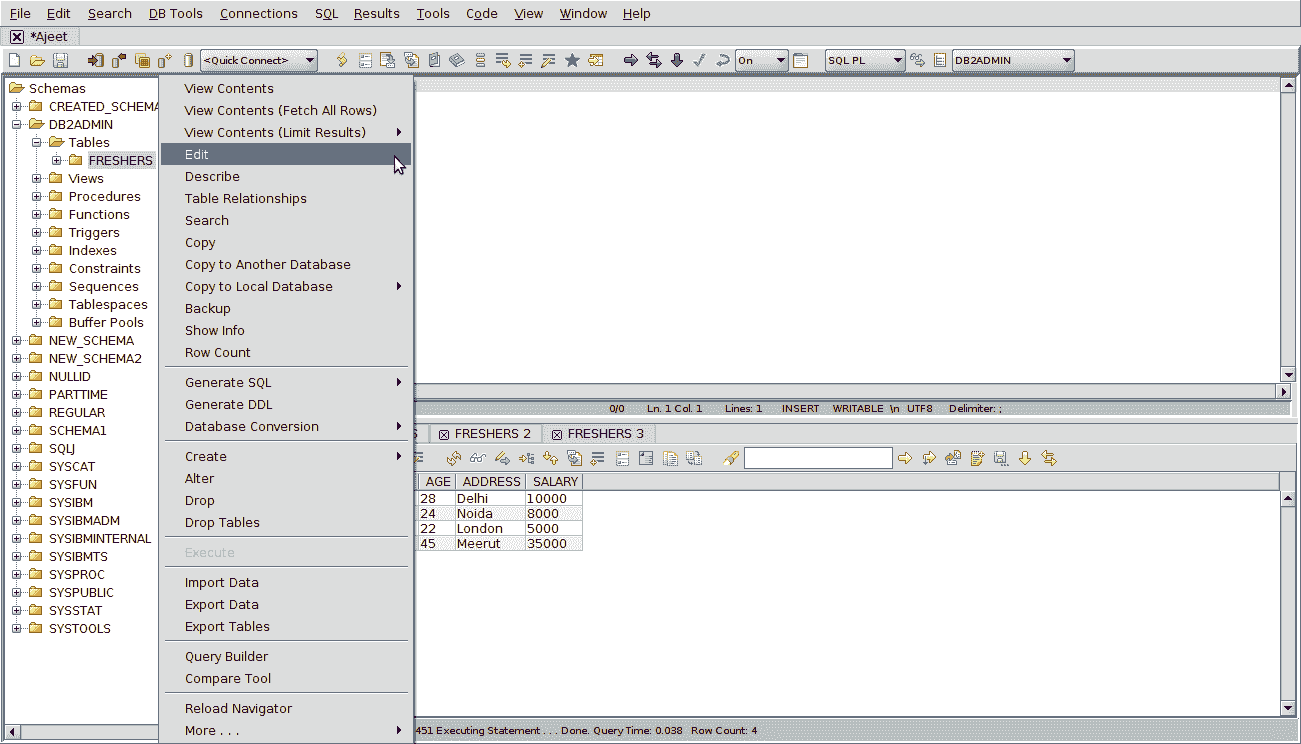 File Edit Search DB Tools Connections SQL Results Tools Code View Window Help
*Ajeet
<Quick Connect> On SQL PL DB2ADMIN
Schemas
CREATED_SCHEMA
DB2ADMIN
Tables
FRESHERS
Views
Procedures
Functions
Triggers
Indexes
Constraints
Sequences
Tablespaces
Buffer Pools
NEW_SCHEMA
NEW_SCHEMA2
NULLID
PARTTIME
REGULAR
SCHEMA1
SQLJ
SYSCAT
SYSFUN
SYSIBM
SYSIBMADM
SYSIBMINTERNAL
SYSIBMTS
SYSPROC
SYSPUBLIC
SYSSTAT
SYSTOOLS
View Contents
View Contents (Fetch All Rows)
View Contents (Limit Results)
Edit
Describe
Table Relationships
Search
Copy
Copy to Another Database
Copy to Local Database
Backup
Show Info
Row Count
Generate SQL
Generate DDL
Database Conversion
Create
Alter
Drop
Drop Tables
Execute
Import Data
Export Data
Export Tables
Query Builder
Compare Tool
Reload Navigator
More . . .
0/0 Ln. 1 Col. 1 Lines: 1 INSERT WRITABLE \n UTF8 Delimiter: ;
FRESHERS 2 FRESHERS 3
AGE ADDRESS SALARY
28 Delhi 10000
24 Noida 8000
22 London 5000
45 Meerut 35000
451 Executing Statement . . . Done. Query Time: 0.038 Row Count: 4